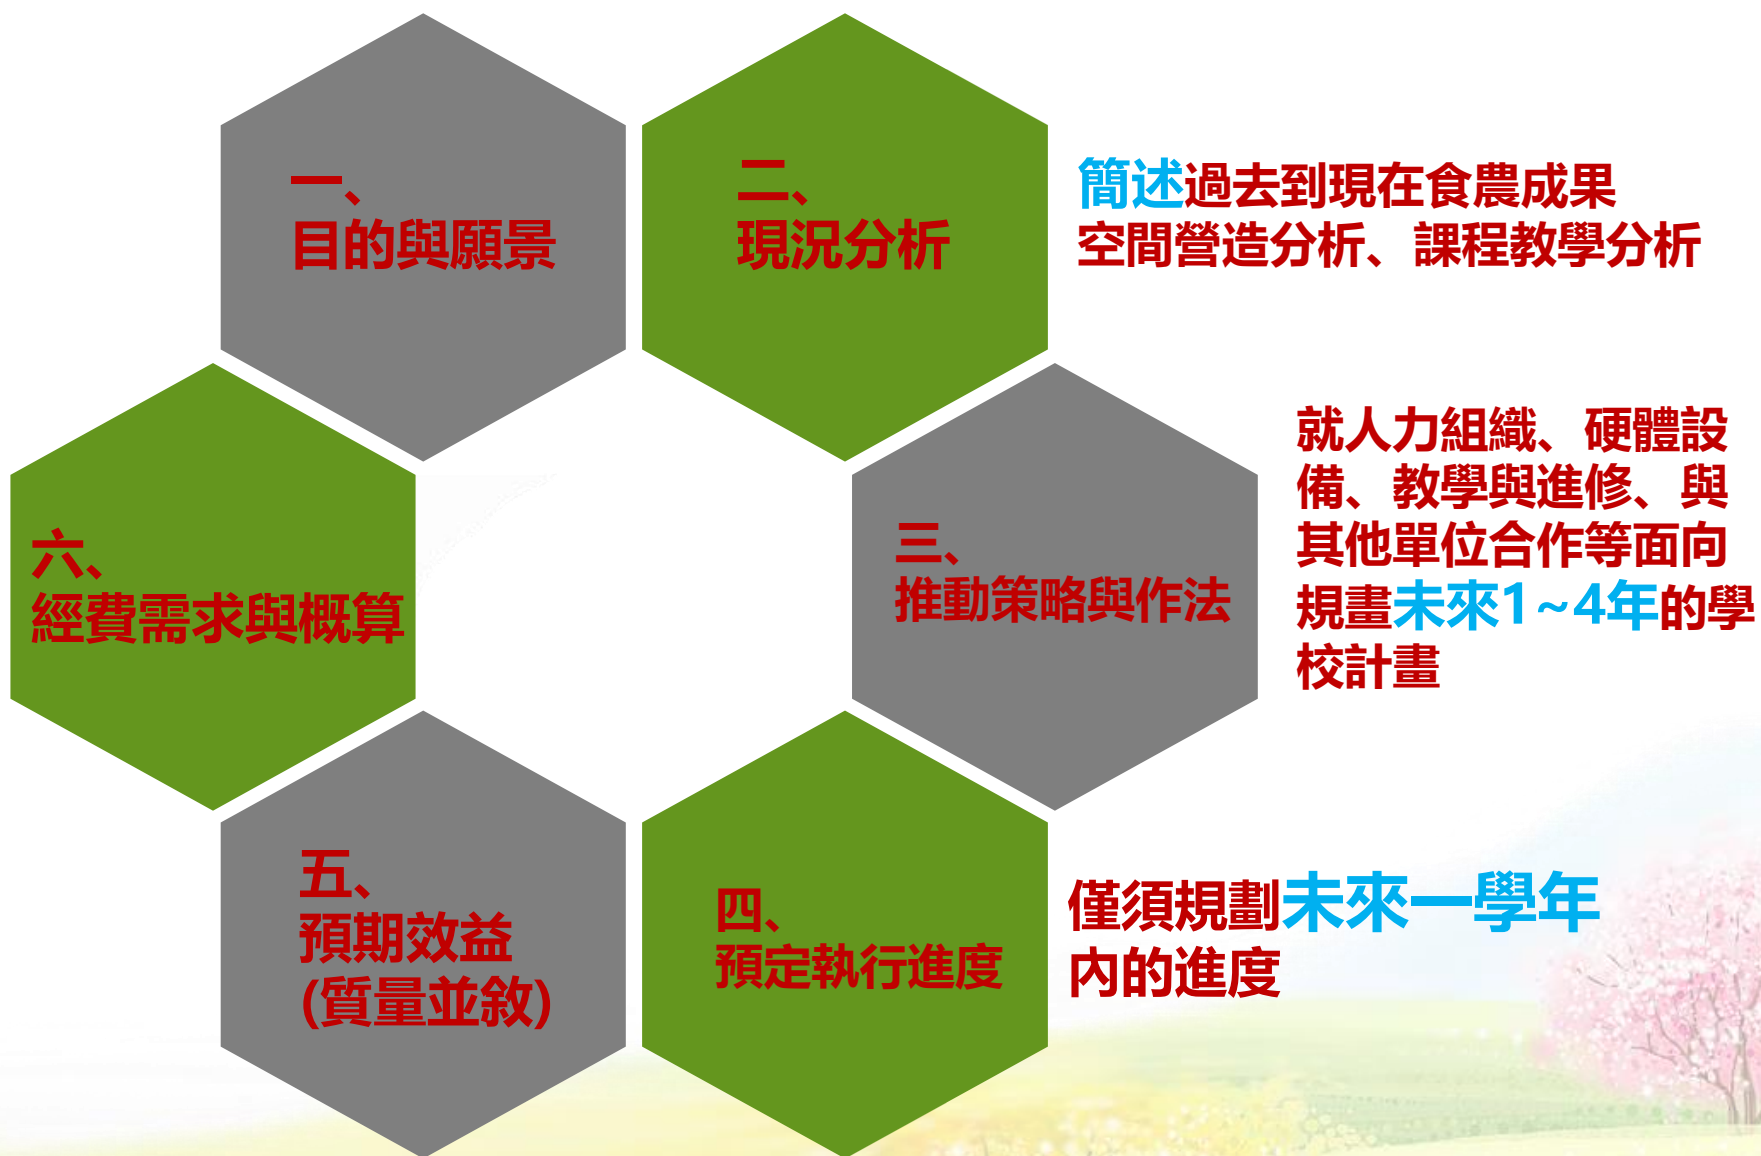 一、
目的與願景
二、
現況分析
簡述過去到現在食農成果
空間營造分析、課程教學分析
三、
推動策略與作法
就人力組織、硬體設
備、教學與進修、與
其他單位合作等面向
規畫未來1~4年的學
校計畫
四、
預定執行進度
僅須規劃未來一學年
內的進度
五、
預期效益
(質量並敘)
六、
經費需求與概算